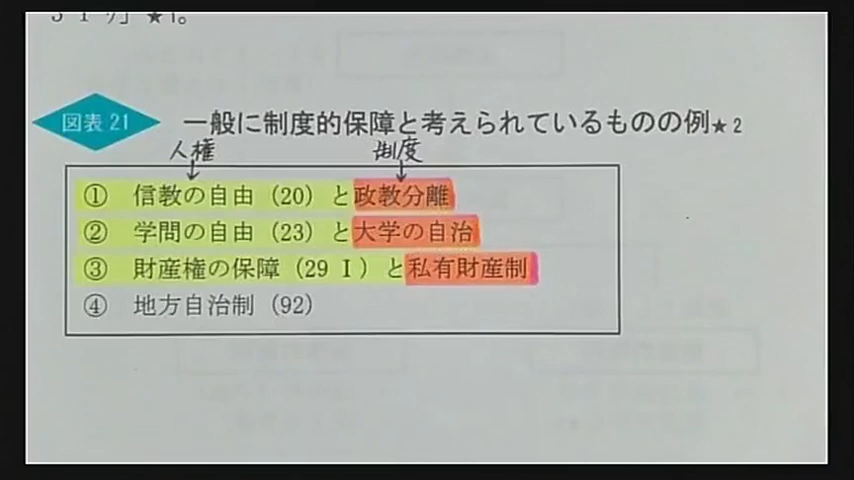 図表 21
一般に制度的保障と考えられているものの例★2
人権 制度
① 信教の自由（20）と政教分離
② 学問の自由（23）と大学の自治
③ 財産権の保障（29 Ⅰ）と私有財産制
④ 地方自治制（92）